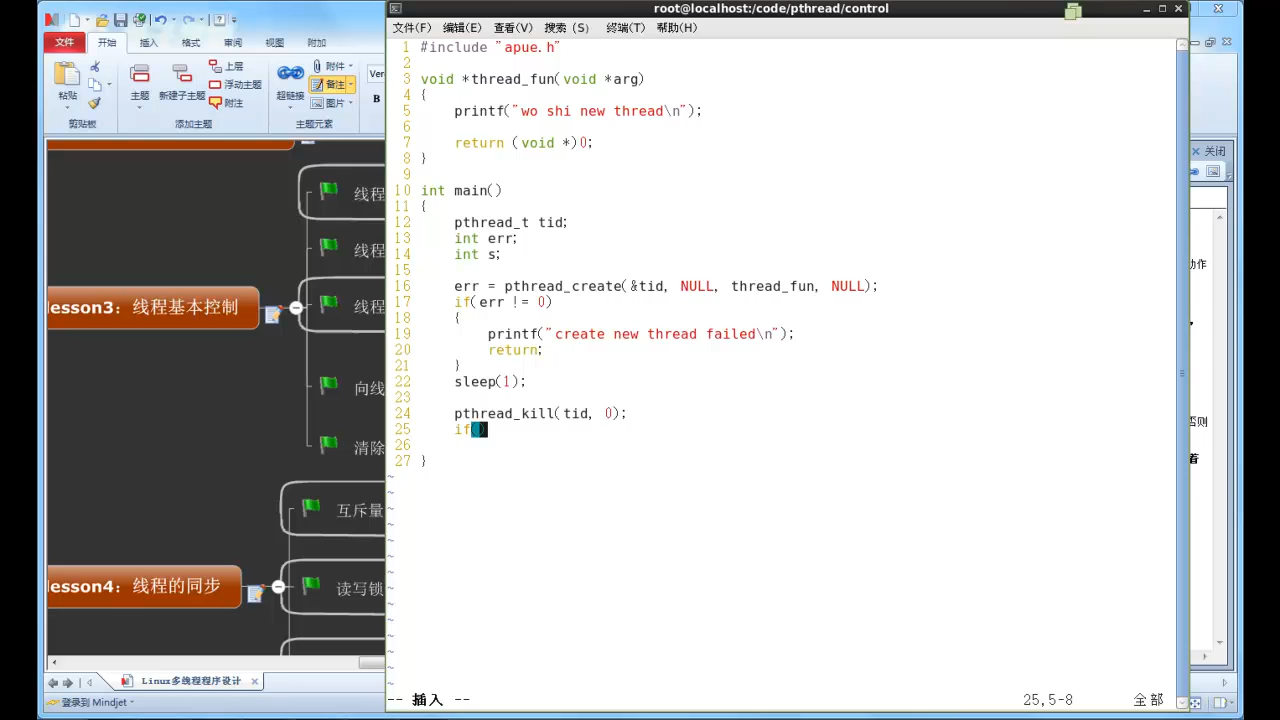 root@localhost:/code/pthread/control
文件(F) 编辑(E) 查看(V) 搜索 (S) 终端(T) 帮助(H)
文件 开始 插入 格式 审阅 视图 附加
粘贴
剪贴板
主题
新建子主题
上层
浮动主题
附注
添加主题
超链接
附件
备注
图片
主题元素
Ver
B
关闭
动作
否则
着
线程
线程
lesson3：线程基本控制
线程
向线
清除
互斥量
lesson4：线程的同步
读写锁
1 #include "apue.h"
2
3 void *thread_fun(void *arg)
4 {
5 printf("wo shi new thread\n");
6
7 return (void *)0;
8 }
9
10 int main()
11 {
12 pthread_t tid;
13 int err;
14 int s;
15
16 err = pthread_create(&tid, NULL, thread_fun, NULL);
17 if(err != 0)
18 {
19 printf("create new thread failed\n");
20 return;
21 }
22 sleep(1);
23
24 pthread_kill(tid, 0);
25 if()
26
27 }
~
~
~
~
~
~
~
~
~
~
~
~
~
~
-- 插入 -- 25,5-8 全部
Linux多线程程序设计
登录到 Mindjet